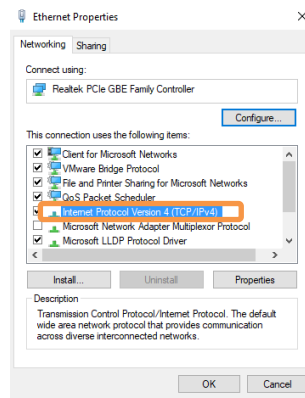 Ethernet Properties
Networking Sharing
Connect using:
Realtek PCIe GBE Family Controller
Configure...
This connection uses the following items:
Client for Microsoft Networks
VMware Bridge Protocol
File and Printer Sharing for Microsoft Networks
QoS Packet Scheduler
Internet Protocol Version 4 (TCP/IPv4)
Microsoft Network Adapter Multiplexor Protocol
Microsoft LLDP Protocol Driver
Install... Uninstall Properties
Description
Transmission Control Protocol/Internet Protocol. The default
wide area network protocol that provides communication
across diverse interconnected networks.
OK Cancel